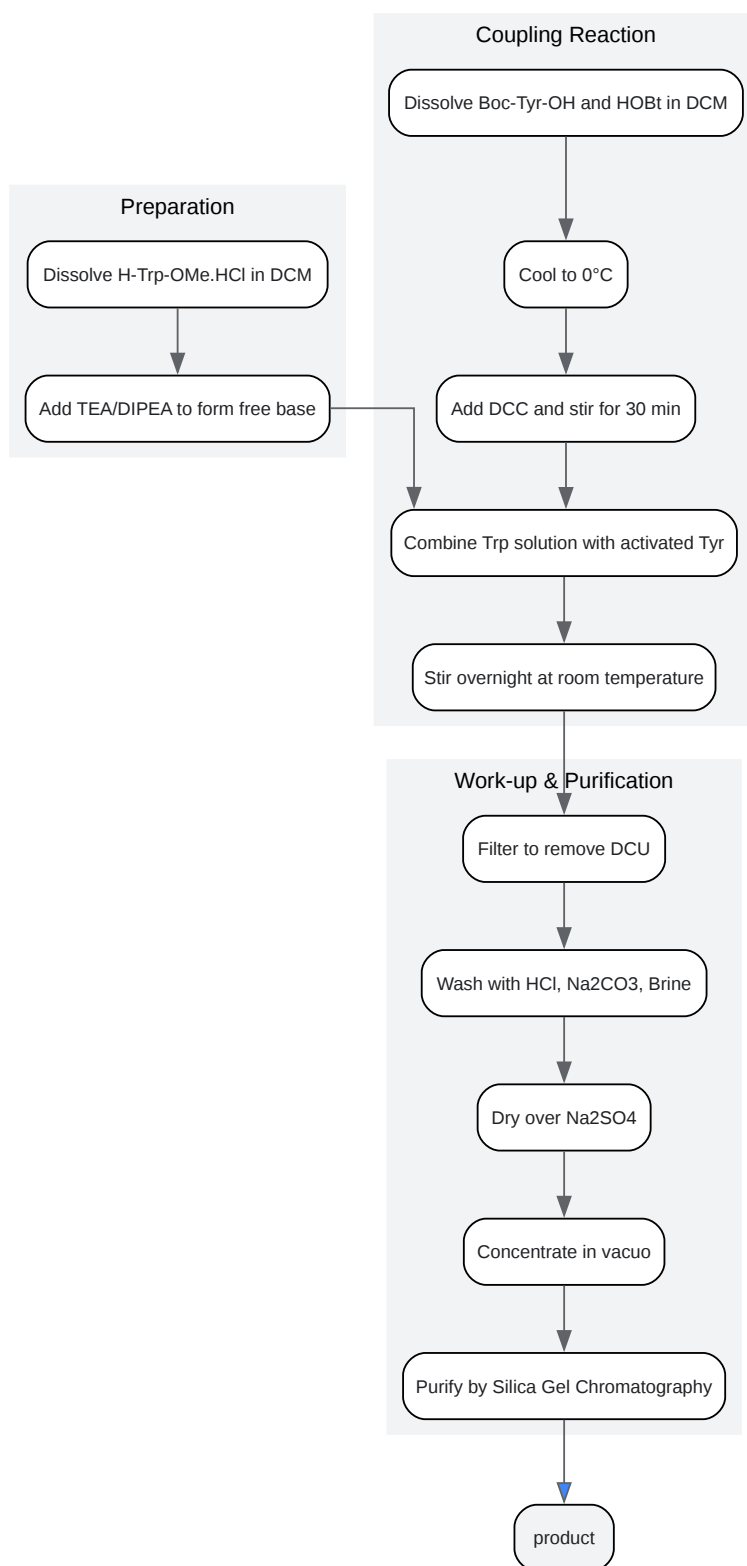 Coupling Reaction
Dissolve Boc-Tyr-OH and HOBt in DCM
Preparation
Dissolve H-Trp-OMe.HCl in DCM
Cool to 0°C
Add TEA/DIPEA to form free base
Add DCC and stir for 30 min
Combine Trp solution with activated Tyr
Stir overnight at room temperature
Work-up & Purification
Filter to remove DCU
Wash with HCl, Na2CO3, Brine
Dry over Na2SO4
Concentrate in vacuo
Purify by Silica Gel Chromatography
product